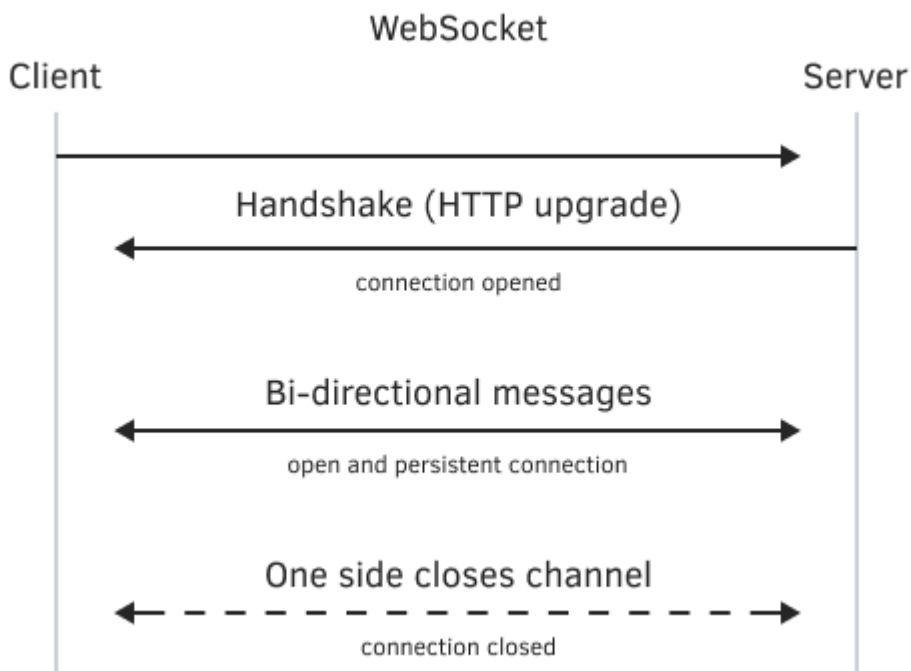 WebSocket
Client
Server
Handshake (HTTP upgrade)
connection opened
Bi-directional messages
open and persistent connection
One side closes channel
connection closed